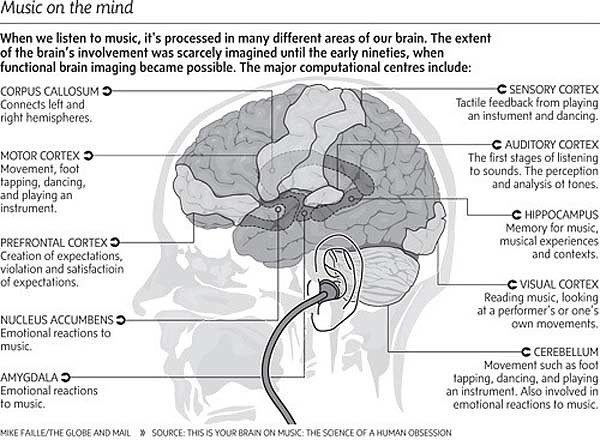 Music on the mind
When we listen to music, it's processed in many different areas of our brain. The extent
of the brain's involvement was scarcely imagined until the early nineties, when
functional brain imaging became possible. The major computational centres include:
CORPUS CALLOSUM
Connects left and
right hemispheres.
MOTOR CORTEX
Movement, foot
tapping, dancing,
and playing an
instrument.
PREFRONTAL CORTEX
Creation of expectations,
violation and satisfaction
of expectations.
NUCLEUS ACCUMBENS
Emotional reactions to
music.
AMYGDALA
Emotional reactions
to music.
SENSORY CORTEX
Tactile feedback from playing
an instument and dancing.
AUDITORY CORTEX
The first stages of listening
to sounds. The perception
and analysis of tones.
HIPPOCAMPUS
Memory for music,
musical experiences
and contexts.
VISUAL CORTEX
Reading music, looking
at a performer's or one's
own movements.
CEREBELLUM
Movement such as foot
tapping, dancing, and playing
an instrument. Also involved in
emotional reactions to music.
MIKE FAILLE/THE GLOBE AND MAIL » SOURCE: THIS IS YOUR BRAIN ON MUSIC: THE SCIENCE OF A HUMAN OBSESSION